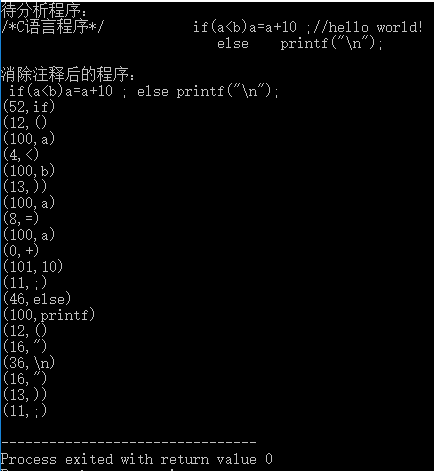 待分析程序：
/*C语言程序*/ if(a<b)a=a+10 ;//hello world!
else printf("\n");
消除注释后的程序：
if(a<b)a=a+10 ; else printf("\n");
(52,if)
(12,()
(100,a)
(4,<)
(100,b)
(13,))
(100,a)
(8,=)
(100,a)
(0,+)
(101,10)
(11,;)
(46,else)
(100,printf)
(12,()
(16,")
(36,\n)
(16,")
(13,))
(11,;)
--------------------------------
Process exited with return value 0